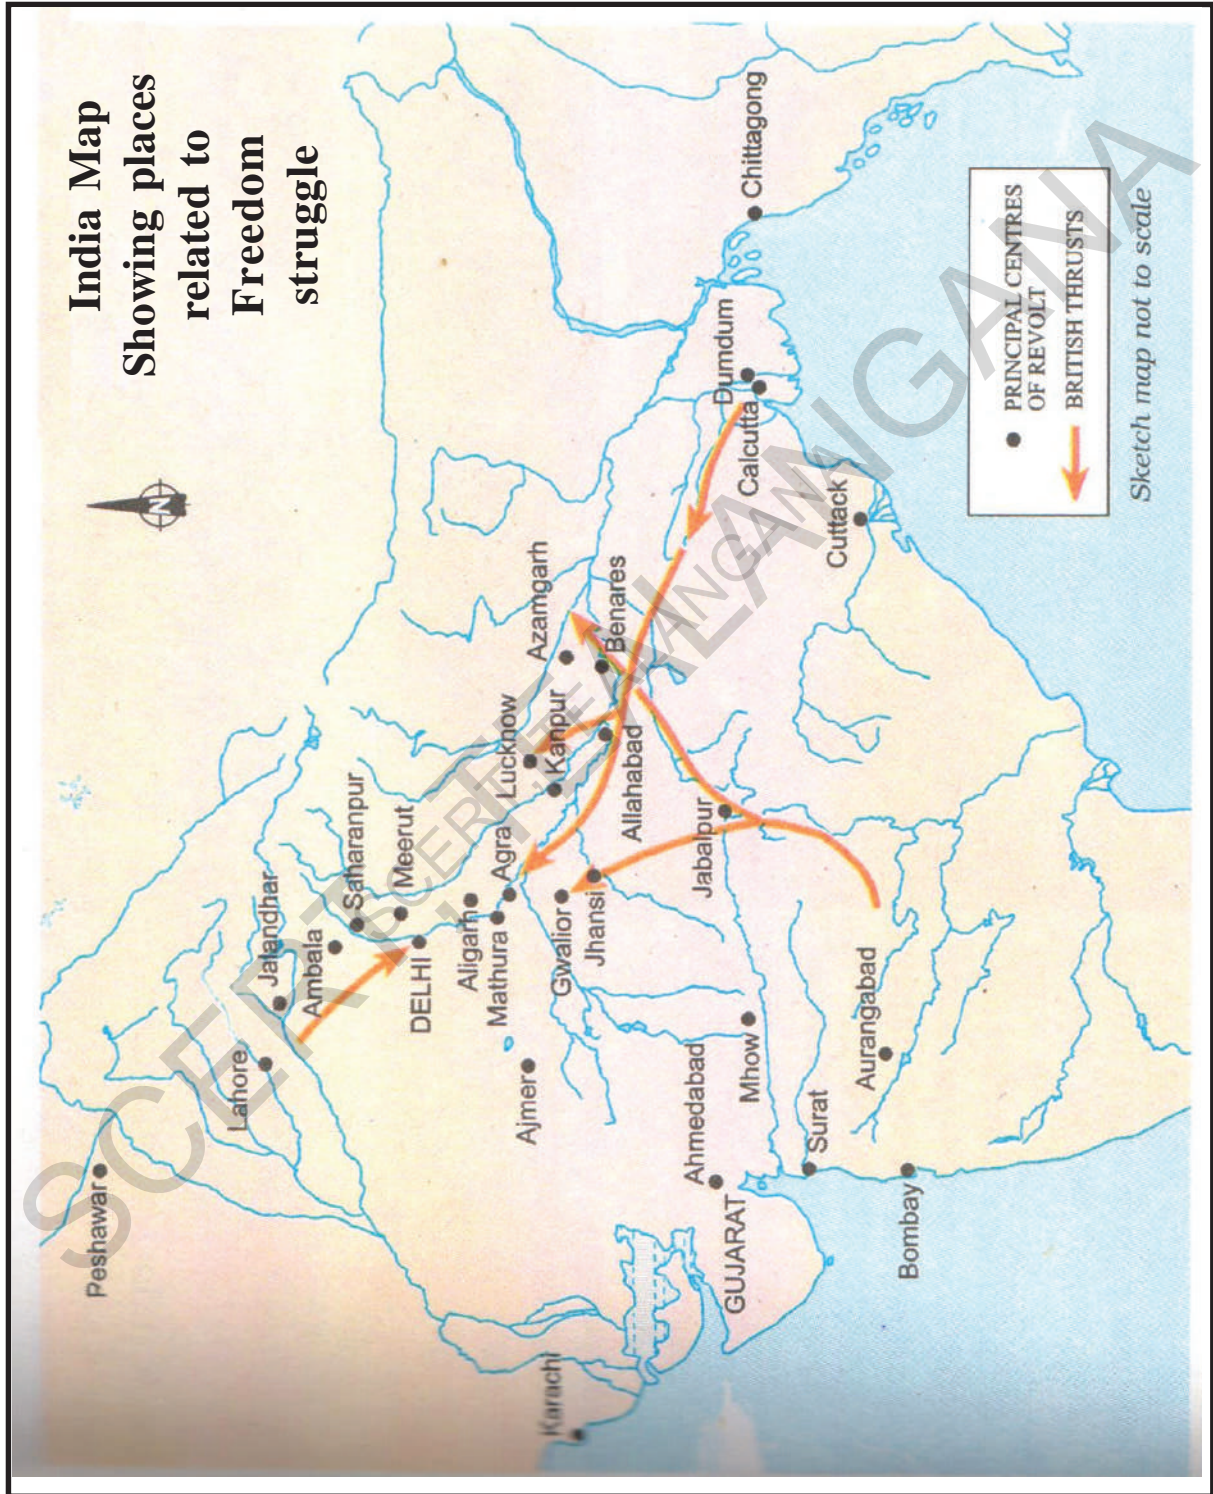 India Map
Showing places
related to
Freedom
struggle
N
Peshawar
Lahore
Jalandhar
Ambala
Saharanpur
Meerut
DELHI
Aligarh
Mathura
Agra
Lucknow
Kanpur
Azamgarh
Benares
Allahabad
Ajmer
Gwalior
Jhansi
Jabalpur
Karachi
GUJARAT
Ahmedabad
Mhow
Surat
Aurangabad
Bombay
Dumdum
Calcutta
Chittagong
Cuttack
PRINCIPAL CENTRES
OF REVOLT
BRITISH THRUSTS
Sketch map not to scale
SCERT TELANGANA
SCERT, TELANGANA